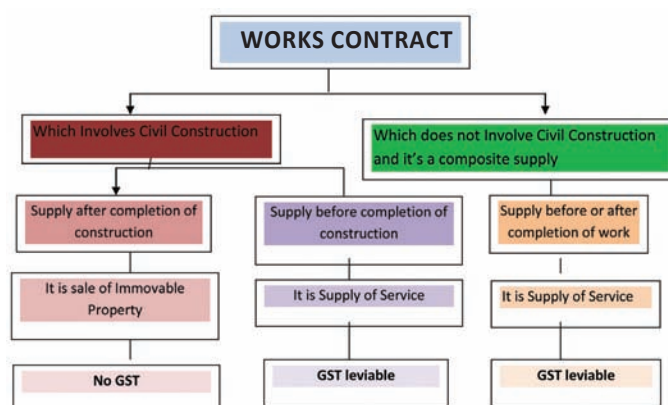 WORKS CONTRACT
Which Involves Civil Construction
Which does not Involve Civil Construction
and it's a composite supply
Supply after completion of
construction
Supply before completion of
construction
Supply before or after
completion of work
It is sale of Immovable
Property
It is Supply of Service
It is Supply of Service
No GST
GST leviable
GST leviable